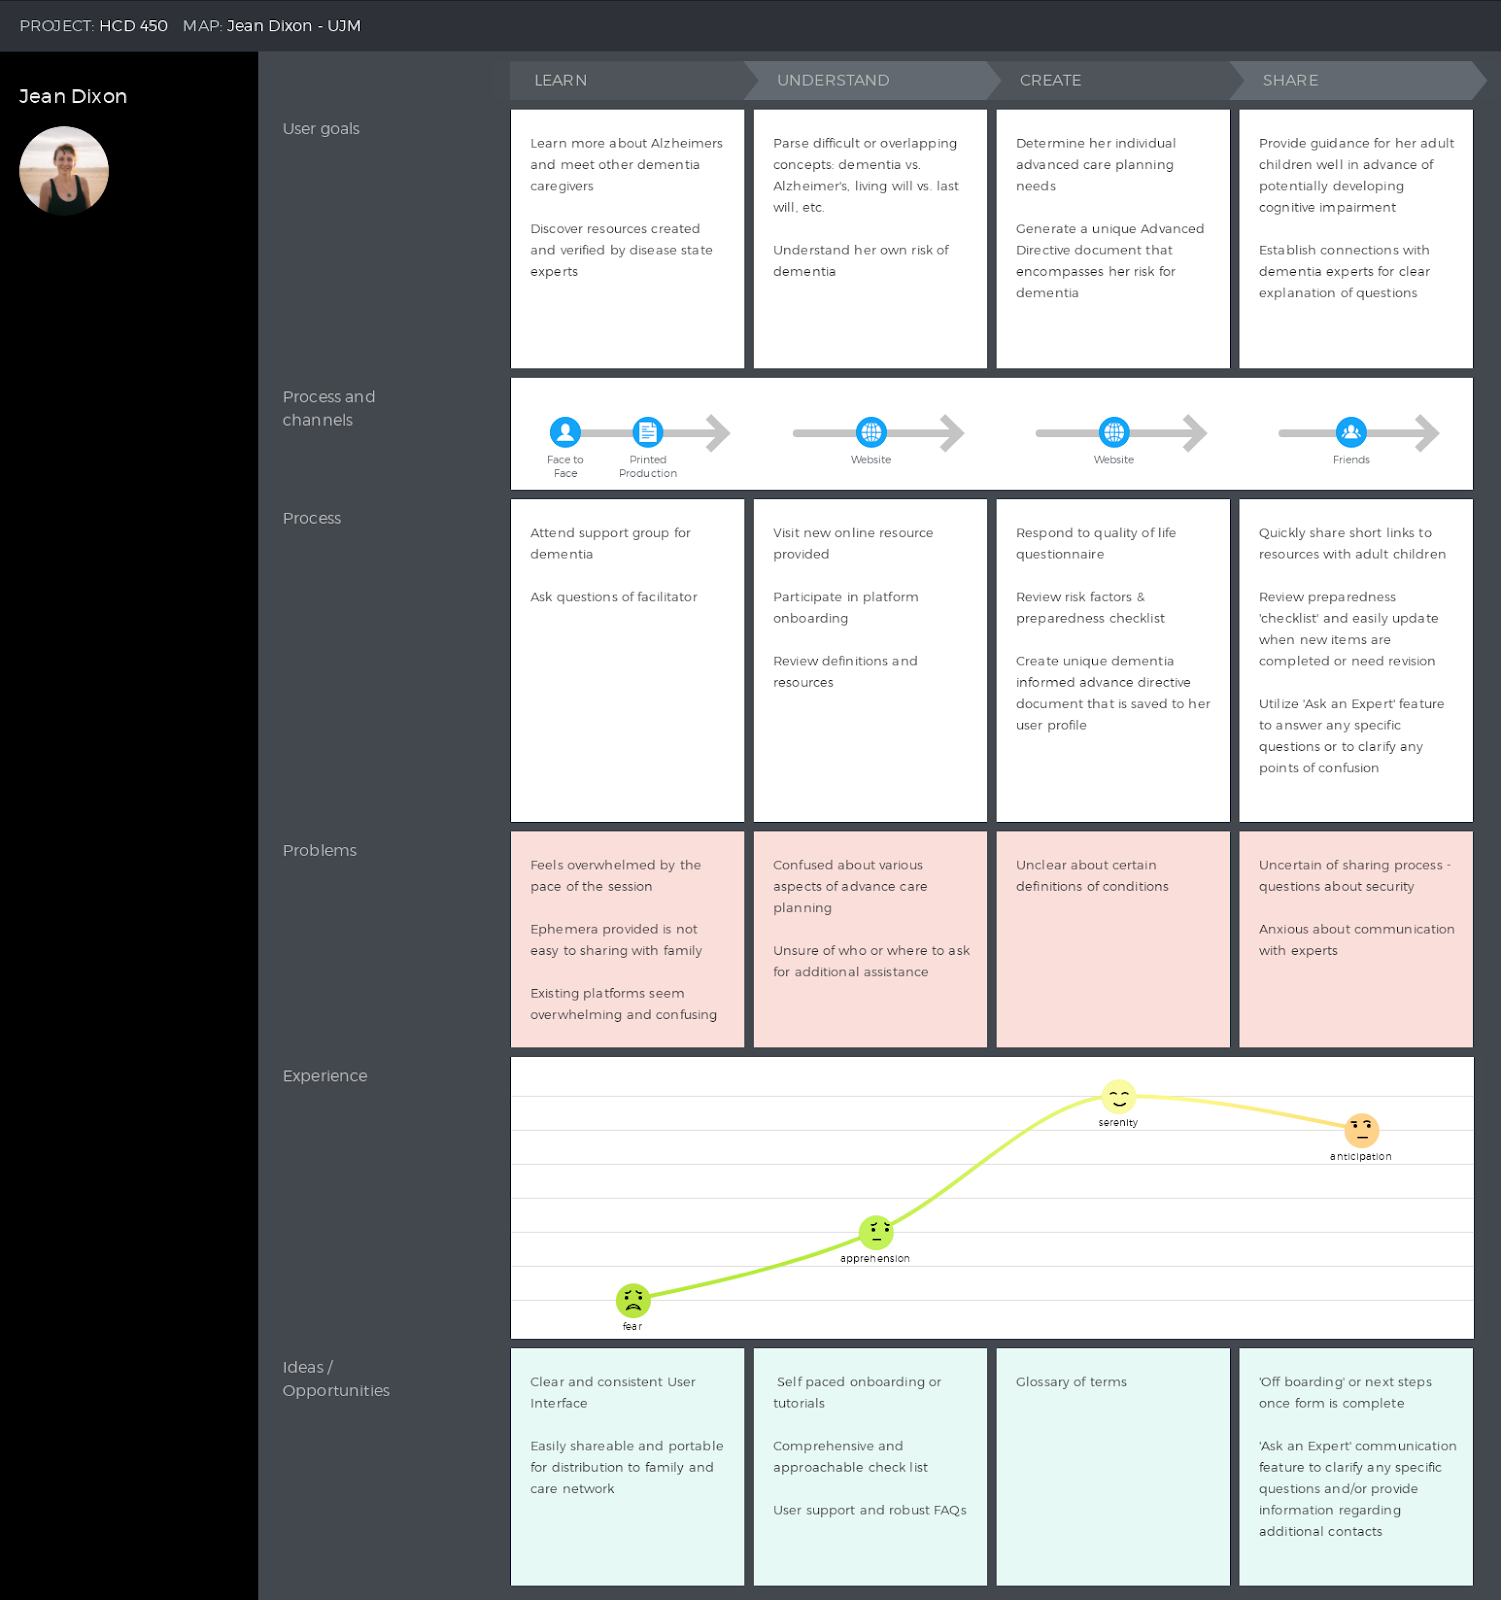 PROJECT: HCD 450 MAP: Jean Dixon - UJM
Jean Dixon
LEARN
UNDERSTAND
CREATE
SHARE
User goals
Learn more about Alzheimers
and meet other dementia
caregivers
Discover resources created
and verified by disease state
experts
Parse difficult or overlapping
concepts: dementia vs.
Alzheimer's, living will vs. last
will, etc.
Understand her own risk of
dementia
Determine her individual
advanced care planning
needs
Generate a unique Advanced
Directive document that
encompasses her risk for
dementia
Provide guidance for her adult
children well in advance of
potentially developing
cognitive impairment
Establish connections with
dementia experts for clear
explanation of questions
Process and
channels
Face to
Face
Printed
Production
Website
Website
Friends
Process
Attend support group for
dementia
Ask questions of facilitator
Visit new online resource
provided
Participate in platform
onboarding
Review definitions and
resources
Respond to quality of life
questionnaire
Review risk factors &
preparedness checklist
Create unique dementia
informed advance directive
document that is saved to her
user profile
Quickly share short links to
resources with adult children
Review preparedness
'checklist' and easily update
when new items are
completed or need revision
Utilize 'Ask an Expert' feature
to answer any specific
questions or to clarify any
points of confusion
Problems
Feels overwhelmed by the
pace of the session
Ephemera provided is not
easy to sharing with family
Existing platforms seem
overwhelming and confusing
Confused about various
aspects of advance care
planning
Unsure of who or where to ask
for additional assistance
Unclear about certain
definitions of conditions
Uncertain of sharing process -
questions about security
Anxious about communication
with experts
Experience
fear
apprehension
serenity
anticipation
Ideas /
Opportunities
Clear and consistent User
Interface
Easily shareable and portable
for distribution to family and
care network
Self paced onboarding or
tutorials
Comprehensive and
approachable check list
User support and robust FAQs
Glossary of terms
'Off boarding' or next steps
once form is complete
'Ask an Expert' communication
feature to clarify any specific
questions and/or provide
information regarding
additional contacts